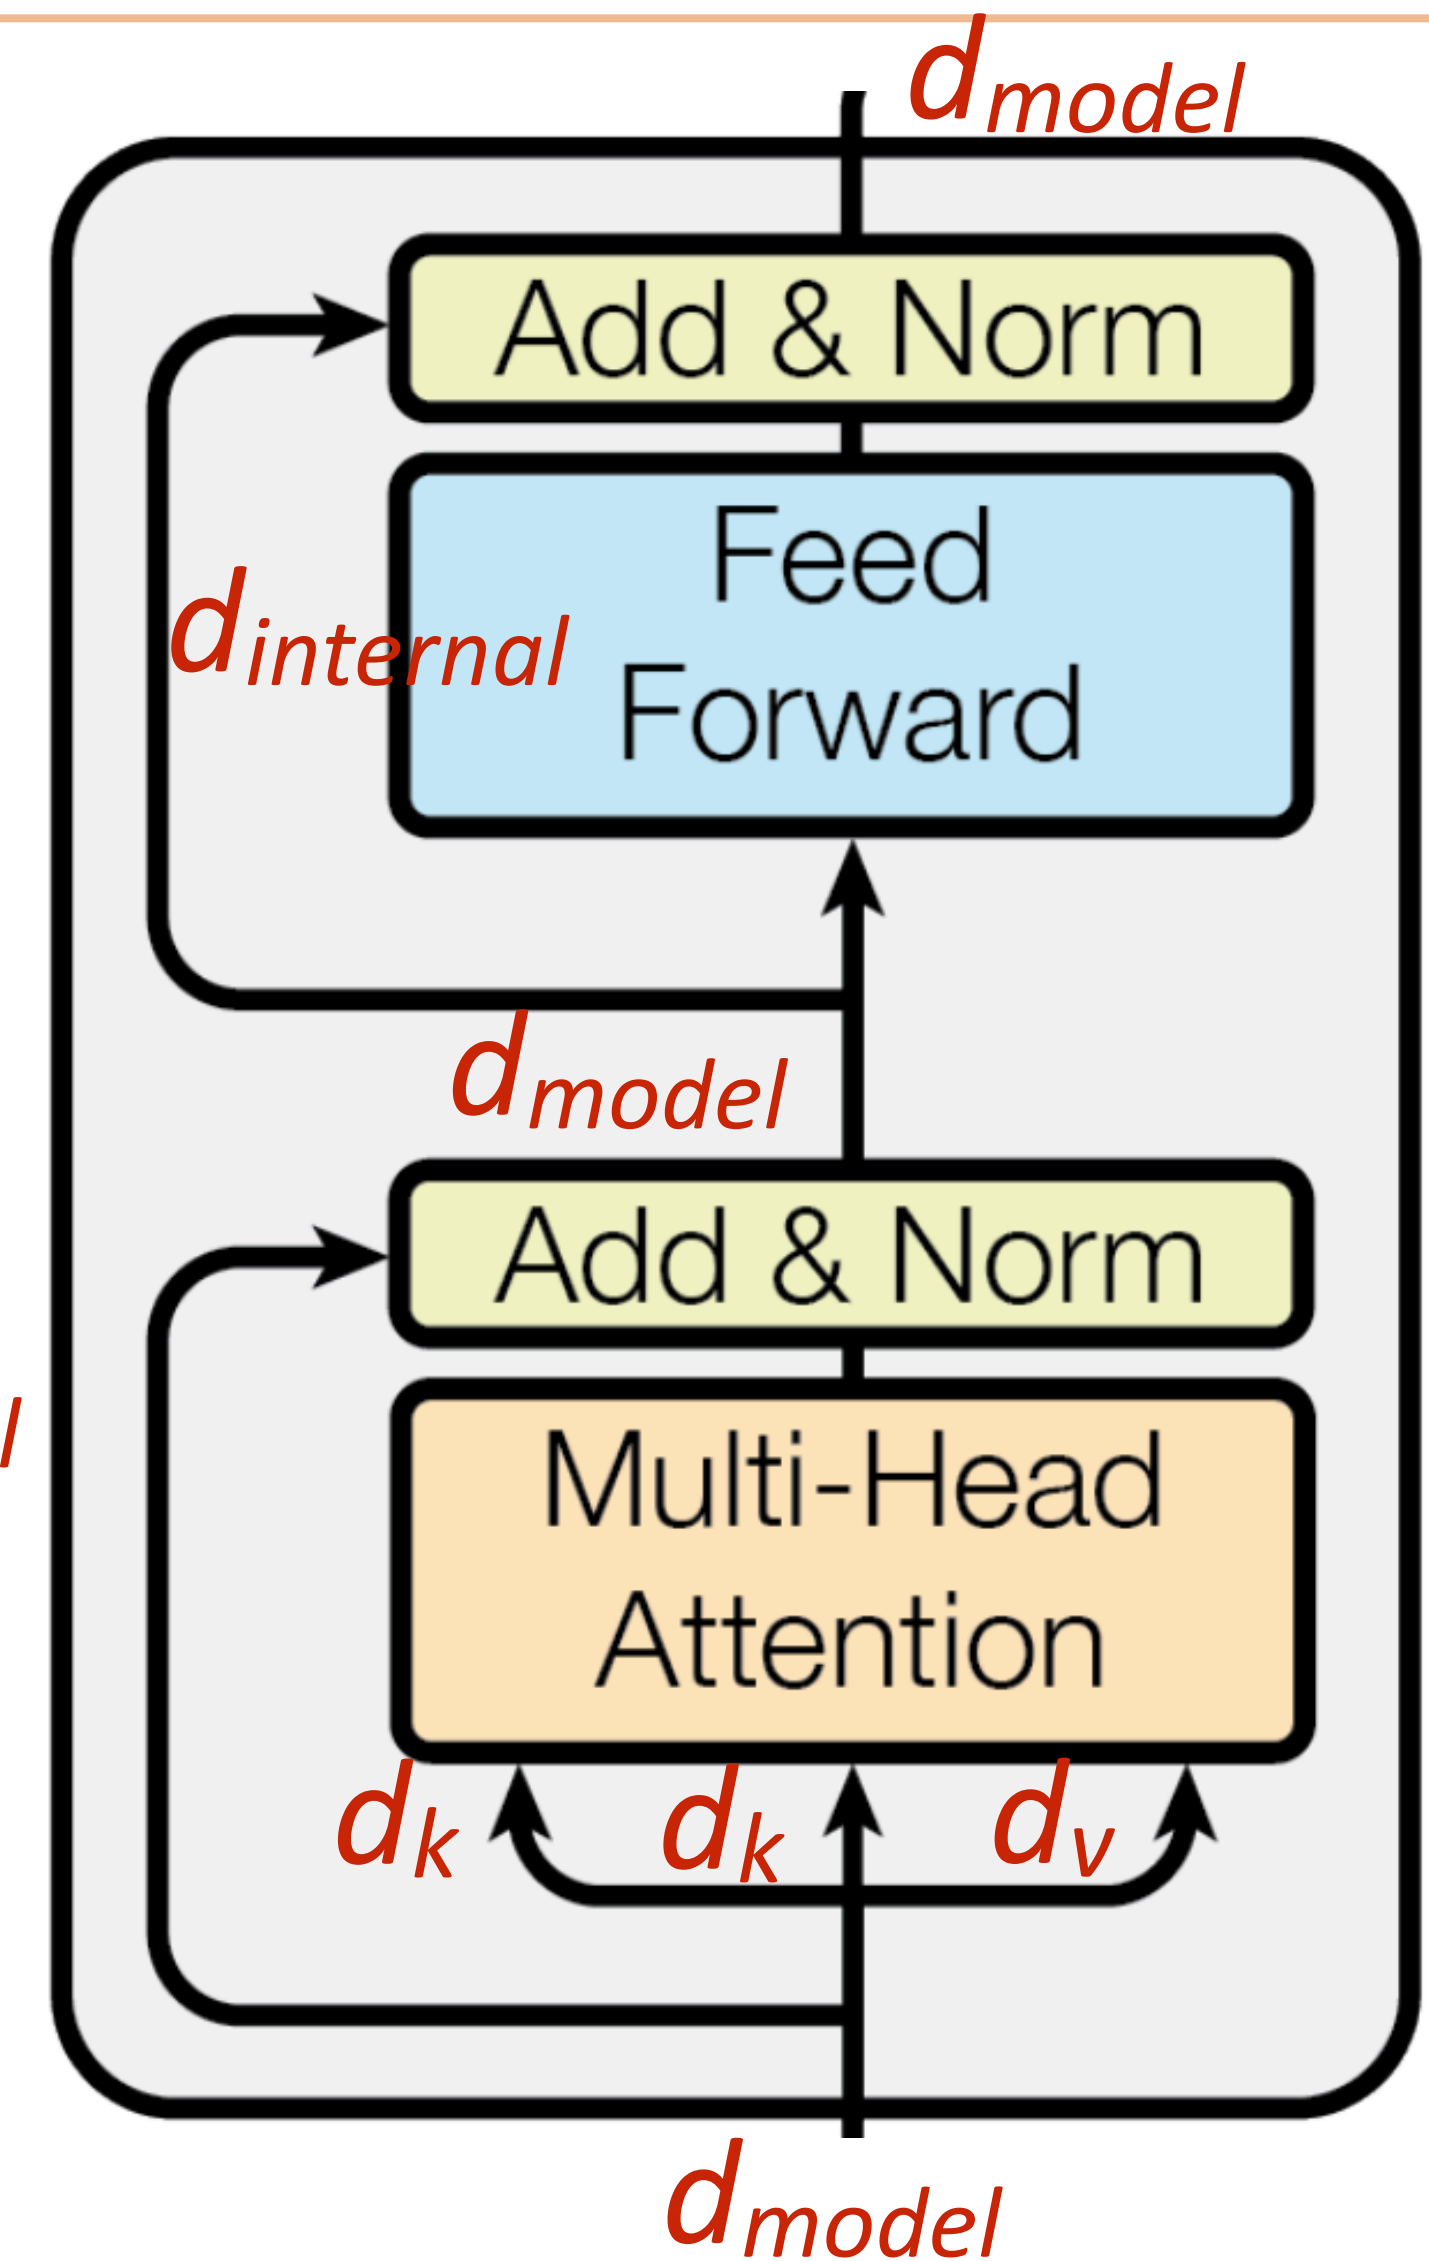 d_model
Add & Norm
Feed
Forward
d_internal
d_model
Add & Norm
l
Multi-Head
Attention
d_k d_k d_v
d_model